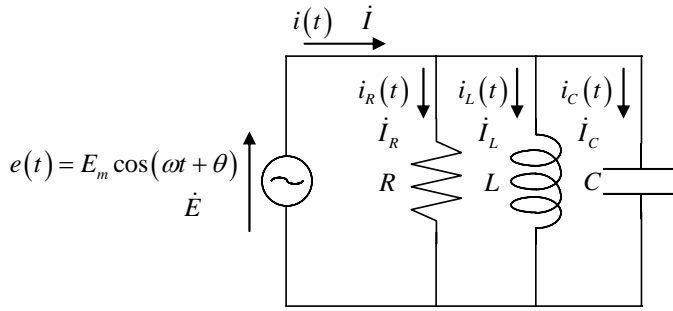 i(t) İ
i_R(t) i_L(t) i_C(t)
İ_R İ_L İ_C
e(t) = E_m cos(ωt + θ)
Ė
R L C